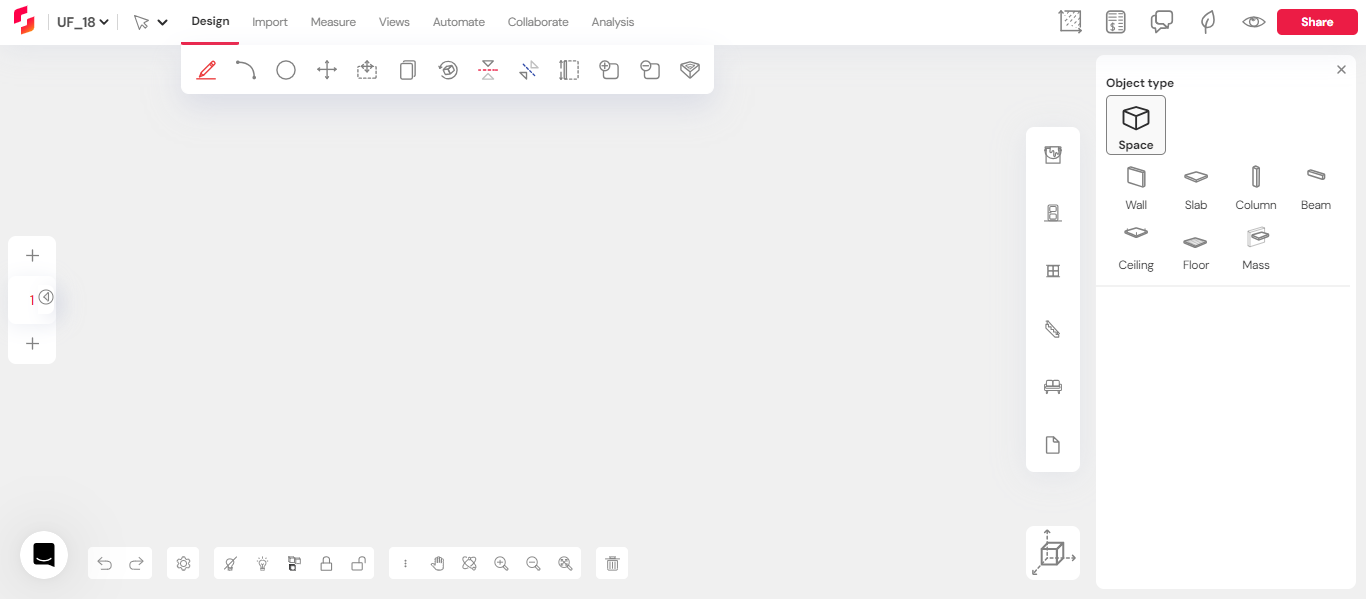 UF_18
Design
Import
Measure
Views
Automate
Collaborate
Analysis
Share
Object type
Space
Wall
Slab
Column
Beam
Ceiling
Floor
Mass
1